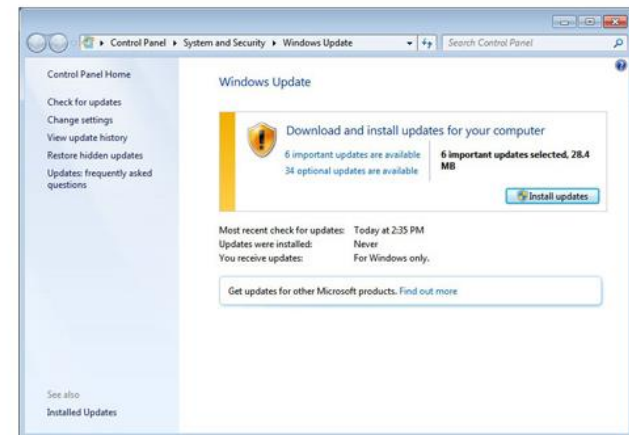 Control Panel ▸ System and Security ▸ Windows Update
Search Control Panel
Control Panel Home
Check for updates
Change settings
View update history
Restore hidden updates
Updates: frequently asked
questions
See also
Installed Updates
Windows Update
Download and install updates for your computer
6 important updates are available
34 optional updates are available
6 important updates selected, 28.4
MB
Install updates
Most recent check for updates: Today at 2:35 PM
Updates were installed: Never
You receive updates: For Windows only.
Get updates for other Microsoft products. Find out more